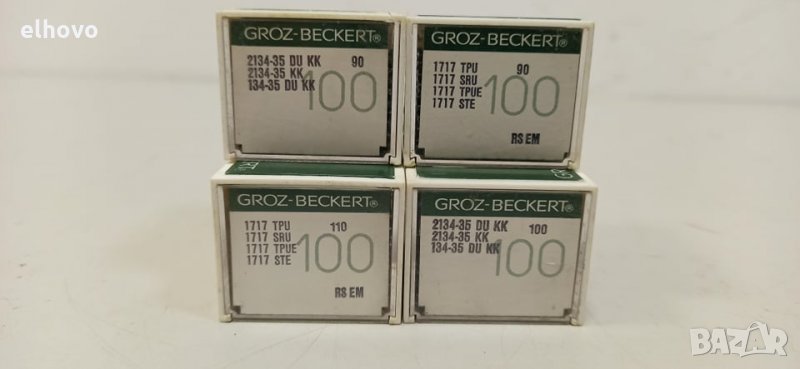 elhovo
GROZ-BECKERT®
2134-35 DU KK 90
2134-35 KK
134-35 DU KK
100
GROZ-BECKERT®
1717 TPU 90
1717 SRU
1717 TPUE
1717 STE
100
RS EM
GROZ-BECKERT®
1717 TPU 110
1717 SRU
1717 TPUE
1717 STE
100
RS EM
GROZ-BECKERT®
2134-35 DU KK 100
2134-35 KK
134-35 DU KK
100
BAZAR